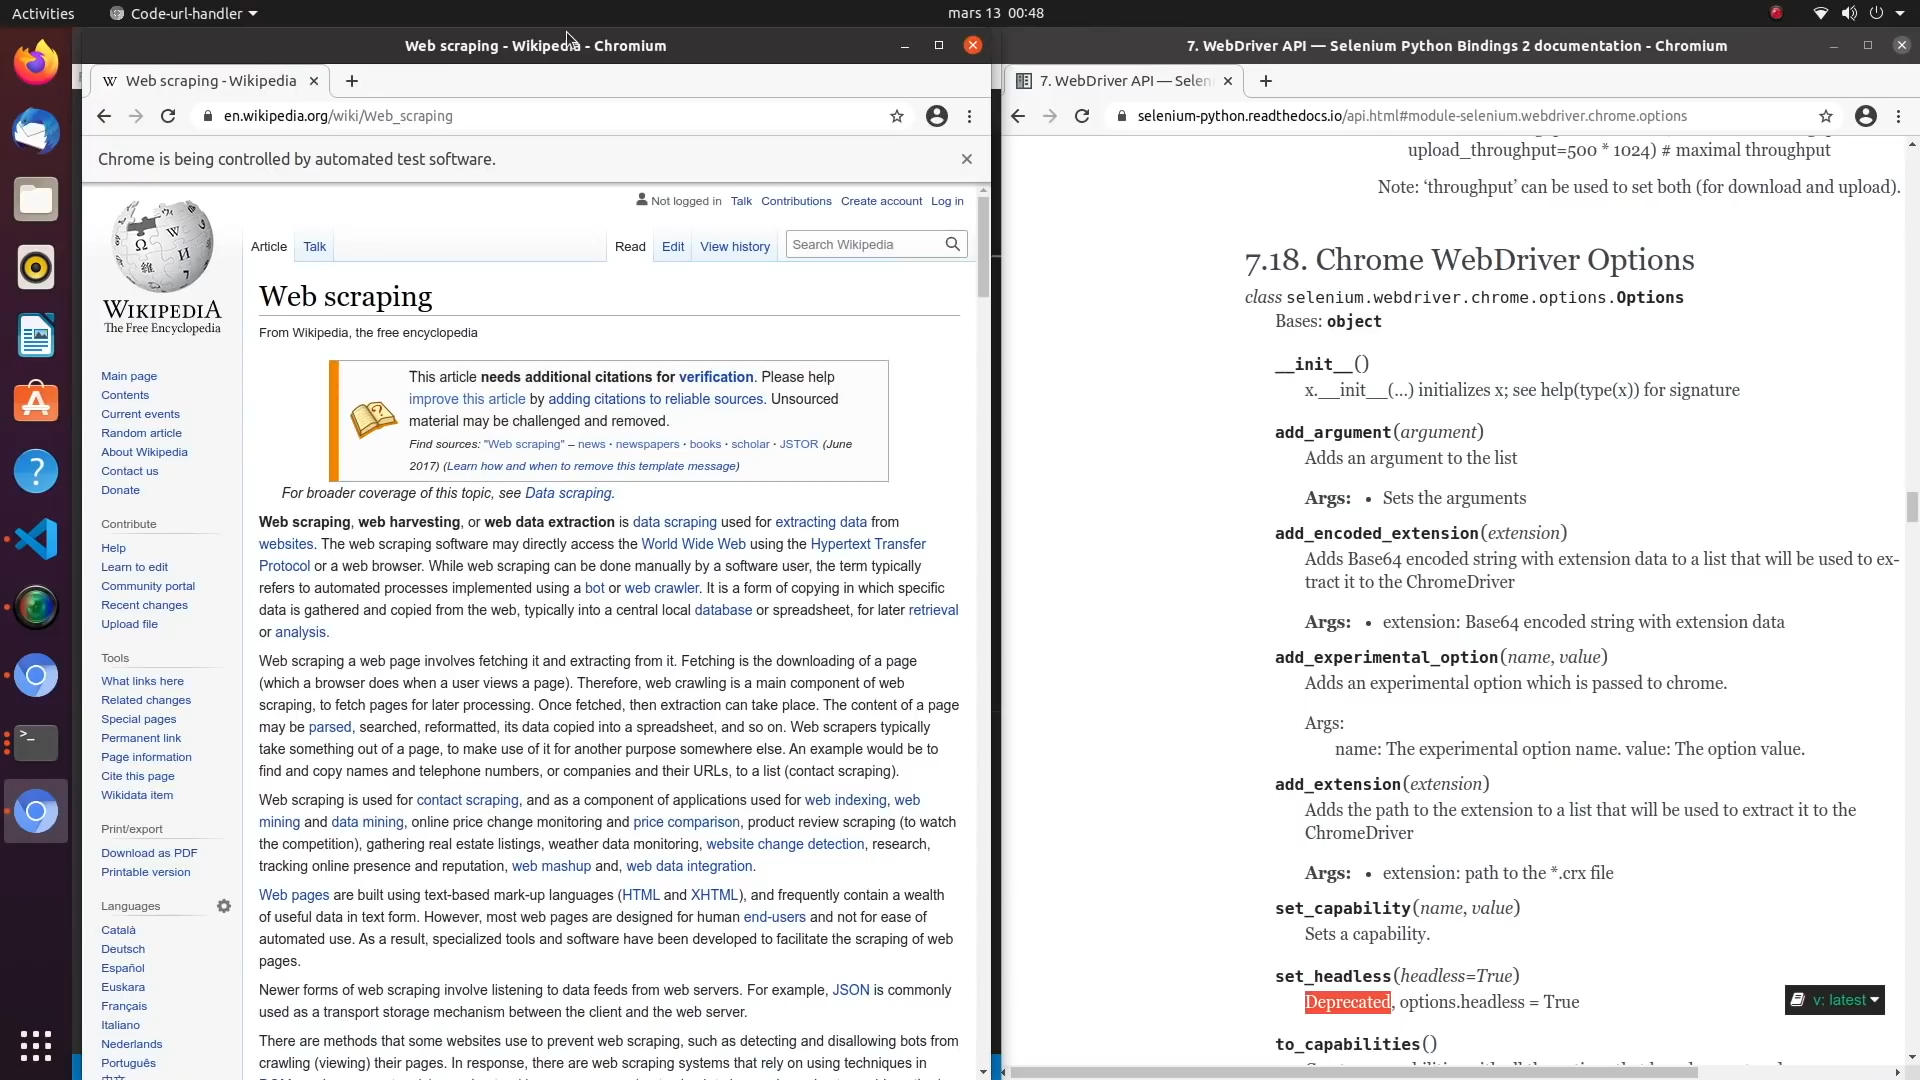 Activities
Code-url-handler
mars 13 00:48
Web scraping - Wikipedia - Chromium
Web scraping - Wikipedia
en.wikipedia.org/wiki/Web_scraping
Chrome is being controlled by automated test software.
WIKIPEDIA
The Free Encyclopedia
Not logged in Talk Contributions Create account Log in
Article Talk Read Edit View history Search Wikipedia
Web scraping
From Wikipedia, the free encyclopedia
This article needs additional citations for verification. Please help
improve this article by adding citations to reliable sources. Unsourced
material may be challenged and removed.
Find sources: "Web scraping" – news · newspapers · books · scholar · JSTOR (June
2017) (Learn how and when to remove this template message)
For broader coverage of this topic, see Data scraping.
Web scraping, web harvesting, or web data extraction is data scraping used for extracting data from
websites. The web scraping software may directly access the World Wide Web using the Hypertext Transfer
Protocol or a web browser. While web scraping can be done manually by a software user, the term typically
refers to automated processes implemented using a bot or web crawler. It is a form of copying in which specific
data is gathered and copied from the web, typically into a central local database or spreadsheet, for later retrieval
or analysis.
Web scraping a web page involves fetching it and extracting from it. Fetching is the downloading of a page
(which a browser does when a user views a page). Therefore, web crawling is a main component of web
scraping, to fetch pages for later processing. Once fetched, then extraction can take place. The content of a page
may be parsed, searched, reformatted, its data copied into a spreadsheet, and so on. Web scrapers typically
take something out of a page, to make use of it for another purpose somewhere else. An example would be to
find and copy names and telephone numbers, or companies and their URLs, to a list (contact scraping).
Web scraping is used for contact scraping, and as a component of applications used for web indexing, web
mining and data mining, online price change monitoring and price comparison, product review scraping (to watch
the competition), gathering real estate listings, weather data monitoring, website change detection, research,
tracking online presence and reputation, web mashup and, web data integration.
Web pages are built using text-based mark-up languages (HTML and XHTML), and frequently contain a wealth
of useful data in text form. However, most web pages are designed for human end-users and not for ease of
automated use. As a result, specialized tools and software have been developed to facilitate the scraping of web
pages.
Newer forms of web scraping involve listening to data feeds from web servers. For example, JSON is commonly
used as a transport storage mechanism between the client and the web server.
There are methods that some websites use to prevent web scraping, such as detecting and disallowing bots from
crawling (viewing) their pages. In response, there are web scraping systems that rely on using techniques in
Main page
Contents
Current events
Random article
About Wikipedia
Contact us
Donate
Contribute
Help
Learn to edit
Community portal
Recent changes
Upload file
Tools
What links here
Related changes
Special pages
Permanent link
Page information
Cite this page
Wikidata item
Print/export
Download as PDF
Printable version
Languages
Català
Deutsch
Español
Euskara
Français
Italiano
Nederlands
Português
7. WebDriver API — Selenium Python Bindings 2 documentation - Chromium
7. WebDriver API — Selen
selenium-python.readthedocs.io/api.html#module-selenium.webdriver.chrome.options
upload_throughput=500 * 1024) # maximal throughput
Note: ‘throughput’ can be used to set both (for download and upload).
7.18. Chrome WebDriver Options
class selenium.webdriver.chrome.options.Options
Bases: object
__init__()
x.__init__(...) initializes x; see help(type(x)) for signature
add_argument(argument)
Adds an argument to the list
Args: • Sets the arguments
add_encoded_extension(extension)
Adds Base64 encoded string with extension data to a list that will be used to ex-
tract it to the ChromeDriver
Args: • extension: Base64 encoded string with extension data
add_experimental_option(name, value)
Adds an experimental option which is passed to chrome.
Args:
name: The experimental option name. value: The option value.
add_extension(extension)
Adds the path to the extension to a list that will be used to extract it to the
ChromeDriver
Args: • extension: path to the *.crx file
set_capability(name, value)
Sets a capability.
set_headless(headless=True)
Deprecated, options.headless = True
v: latest
to_capabilities()